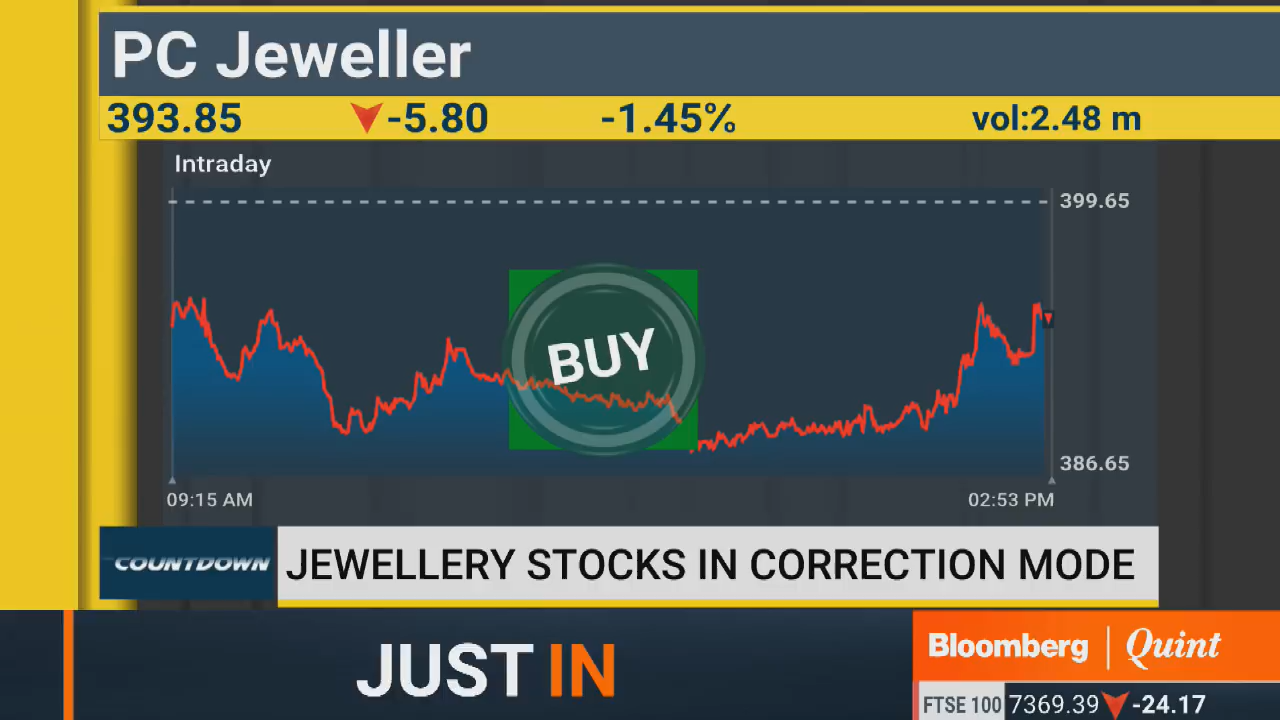 PC Jeweller
393.85 -5.80 -1.45% vol:2.48 m
Intraday
399.65
BUY
386.65
09:15 AM 02:53 PM
COUNTDOWN JEWELLERY STOCKS IN CORRECTION MODE
JUST IN
Bloomberg | Quint
FTSE 100 7369.39 -24.17